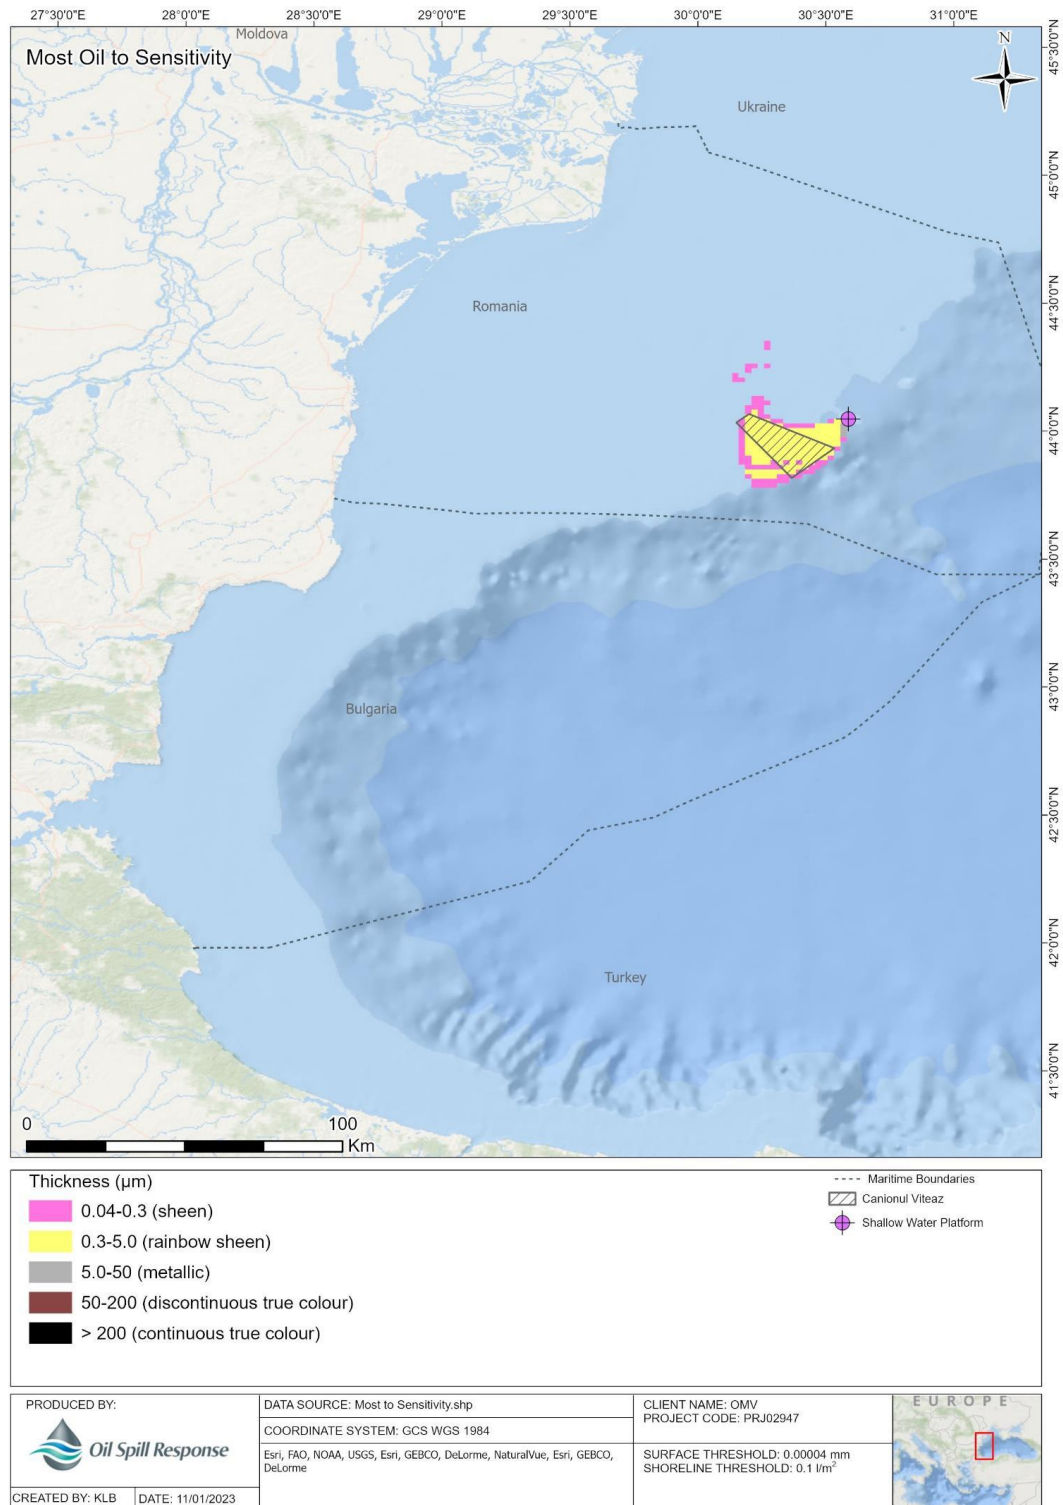 27°30'0"E 28°0'0"E 28°30'0"E 29°0'0"E 29°30'0"E 30°0'0"E 30°30'0"E 31°0'0"E
Moldova
Most Oil to Sensitivity
N
45°30'0"N
Ukraine
45°0'0"N
Romania
44°30'0"N
44°0'0"N
43°30'0"N
43°0'0"N
Bulgaria
42°30'0"N
42°0'0"N
Turkey
41°30'0"N
0 100
Km
Thickness (µm)
0.04-0.3 (sheen)
0.3-5.0 (rainbow sheen)
5.0-50 (metallic)
50-200 (discontinuous true colour)
> 200 (continuous true colour)
Maritime Boundaries
Canionul Viteaz
Shallow Water Platform
PRODUCED BY:
Oil Spill Response
CREATED BY: KLB DATE: 11/01/2023
DATA SOURCE: Most to Sensitivity.shp
COORDINATE SYSTEM: GCS WGS 1984
Esri, FAO, NOAA, USGS, Esri, GEBCO, DeLorme, NaturalVue, Esri, GEBCO,
DeLorme
CLIENT NAME: OMV
PROJECT CODE: PRJ02947
SURFACE THRESHOLD: 0.00004 mm
SHORELINE THRESHOLD: 0.1 l/m²
EUROPE